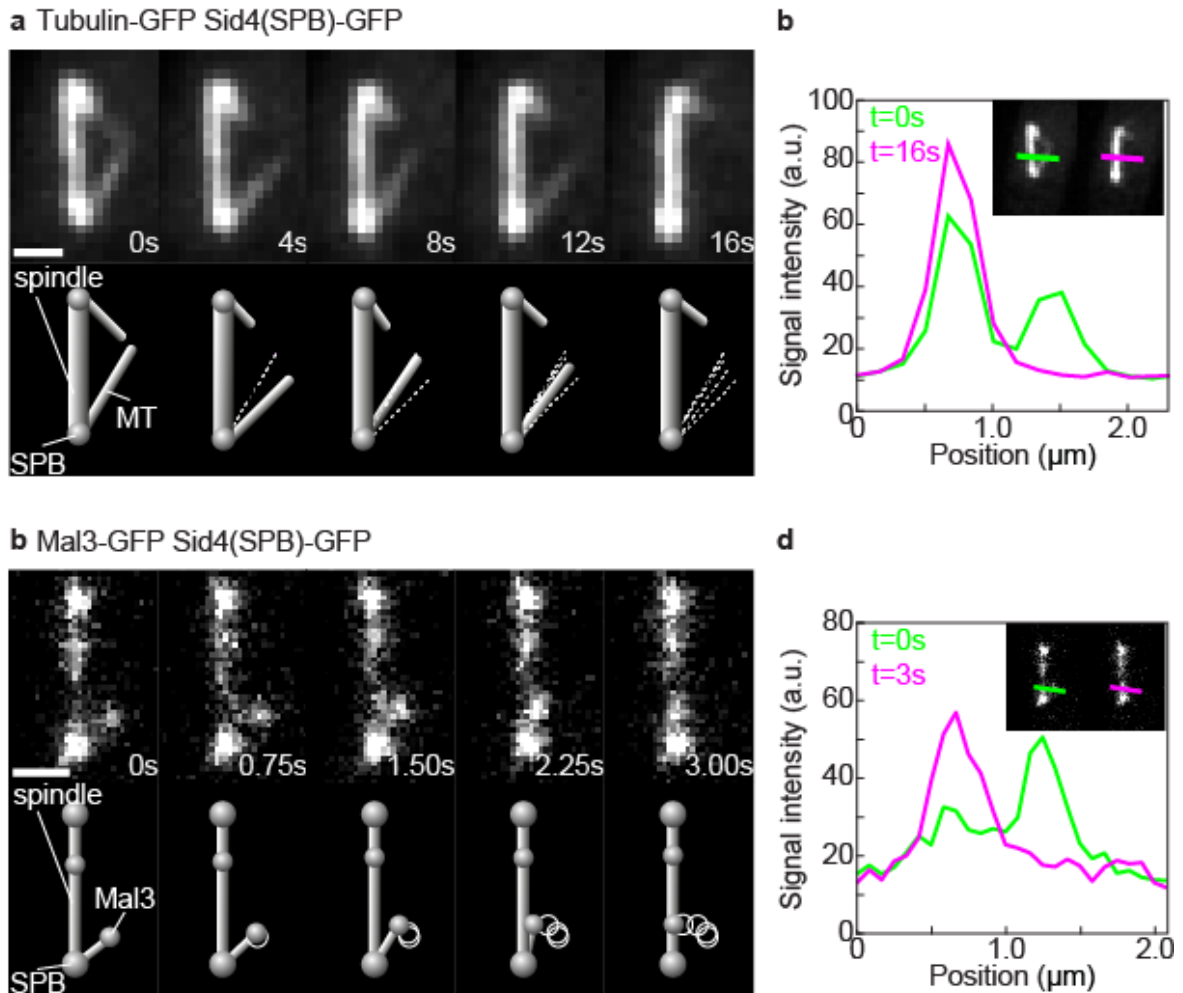 a Tubulin-GFP Sid4(SPB)-GFP
0s 4s 8s 12s 16s
spindle
MT
SPB
b
t=0s
t=16s
Signal intensity (a.u.)
100
80
60
40
20
0
0 1.0 2.0
Position (µm)
b Mal3-GFP Sid4(SPB)-GFP
0s 0.75s 1.50s 2.25s 3.00s
spindle
Mal3
SPB
d
t=0s
t=3s
Signal intensity (a.u.)
80
60
40
20
0
0 1.0 2.0
Position (µm)